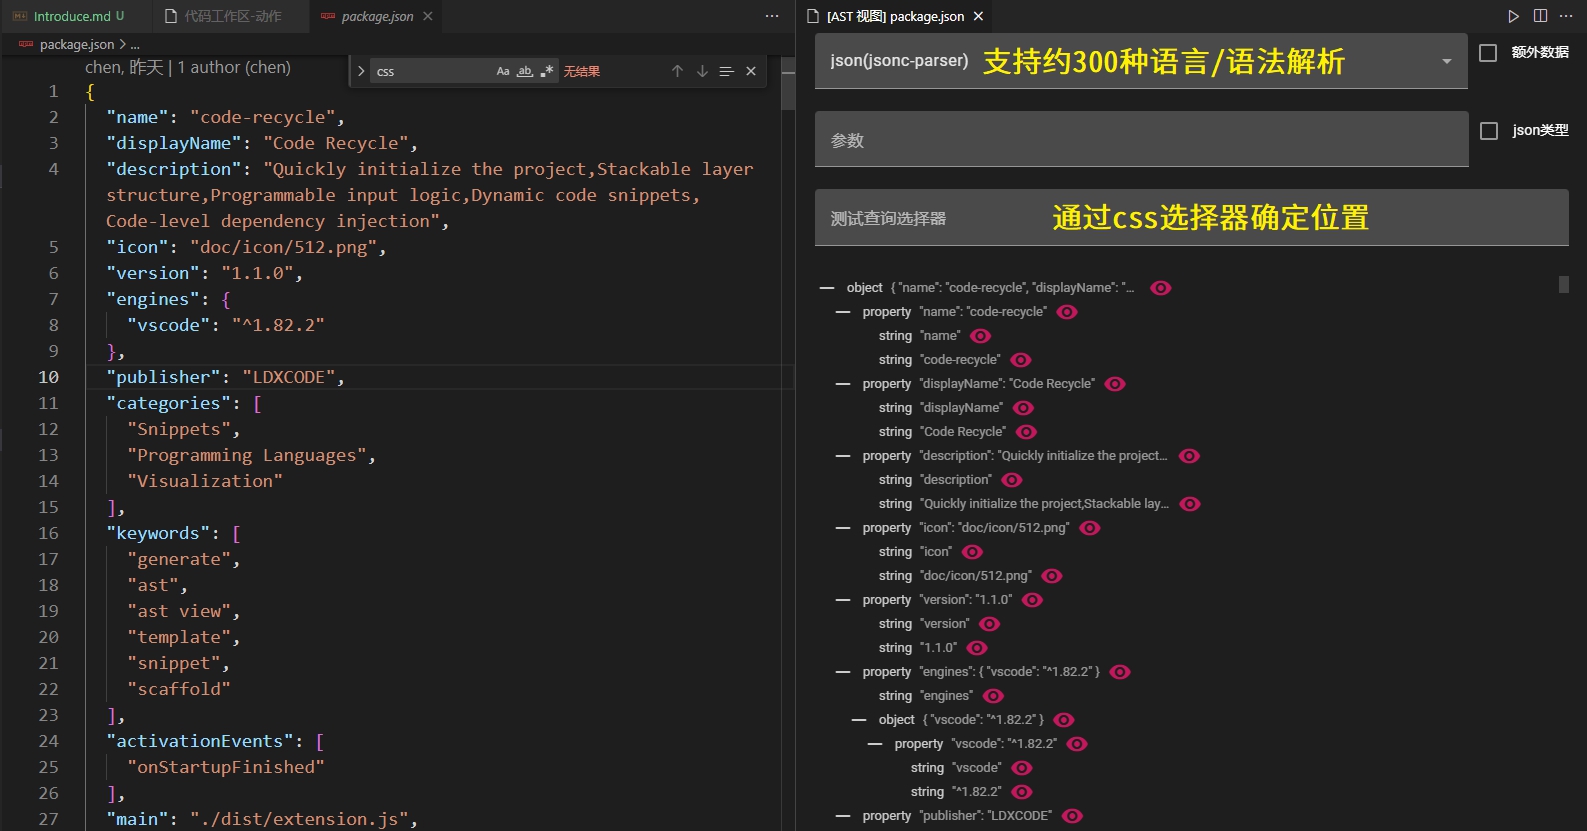 Introduce.md U
代码工作区-动作
package.json
package.json > ...
chen, 昨天 | 1 author (chen)
css
Aa
ab
.*
无结果
1 {
2 "name": "code-recycle",
3 "displayName": "Code Recycle",
4 "description": "Quickly initialize the project,Stackable layer
structure,Programmable input logic,Dynamic code snippets,
Code-level dependency injection",
5 "icon": "doc/icon/512.png",
6 "version": "1.1.0",
7 "engines": {
8 "vscode": "^1.82.2"
9 },
10 "publisher": "LDXCODE",
11 "categories": [
12 "Snippets",
13 "Programming Languages",
14 "Visualization"
15 ],
16 "keywords": [
17 "generate",
18 "ast",
19 "ast view",
20 "template",
21 "snippet",
22 "scaffold"
23 ],
24 "activationEvents": [
25 "onStartupFinished"
26 ],
27 "main": "./dist/extension.js",
[AST 视图] package.json
json(jsonc-parser) 支持约300种语言/语法解析
额外数据
参数
json类型
测试查询选择器 通过css选择器确定位置
object { "name": "code-recycle", "displayName": "...
property "name": "code-recycle"
string "name"
string "code-recycle"
property "displayName": "Code Recycle"
string "displayName"
string "Code Recycle"
property "description": "Quickly initialize the project...
string "description"
string "Quickly initialize the project,Stackable lay...
property "icon": "doc/icon/512.png"
string "icon"
string "doc/icon/512.png"
property "version": "1.1.0"
string "version"
string "1.1.0"
property "engines": { "vscode": "^1.82.2" }
string "engines"
object { "vscode": "^1.82.2" }
property "vscode": "^1.82.2"
string "vscode"
string "^1.82.2"
property "publisher": "LDXCODE"